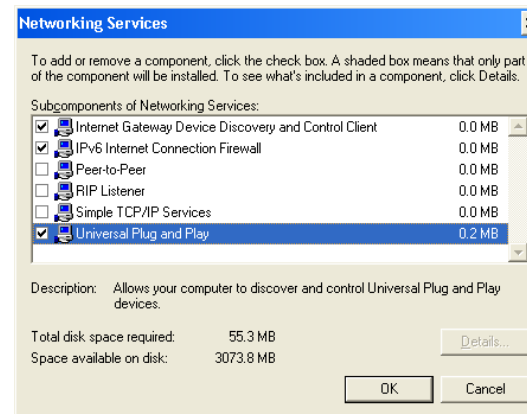 Networking Services
To add or remove a component, click the check box. A shaded box means that only part
of the component will be installed. To see what's included in a component, click Details.
Subcomponents of Networking Services:
Internet Gateway Device Discovery and Control Client 0.0 MB
IPv6 Internet Connection Firewall 0.0 MB
Peer-to-Peer 0.0 MB
RIP Listener 0.0 MB
Simple TCP/IP Services 0.0 MB
Universal Plug and Play 0.2 MB
Description: Allows your computer to discover and control Universal Plug and Play
devices.
Total disk space required: 55.3 MB
Details...
Space available on disk: 3073.8 MB
OK Cancel